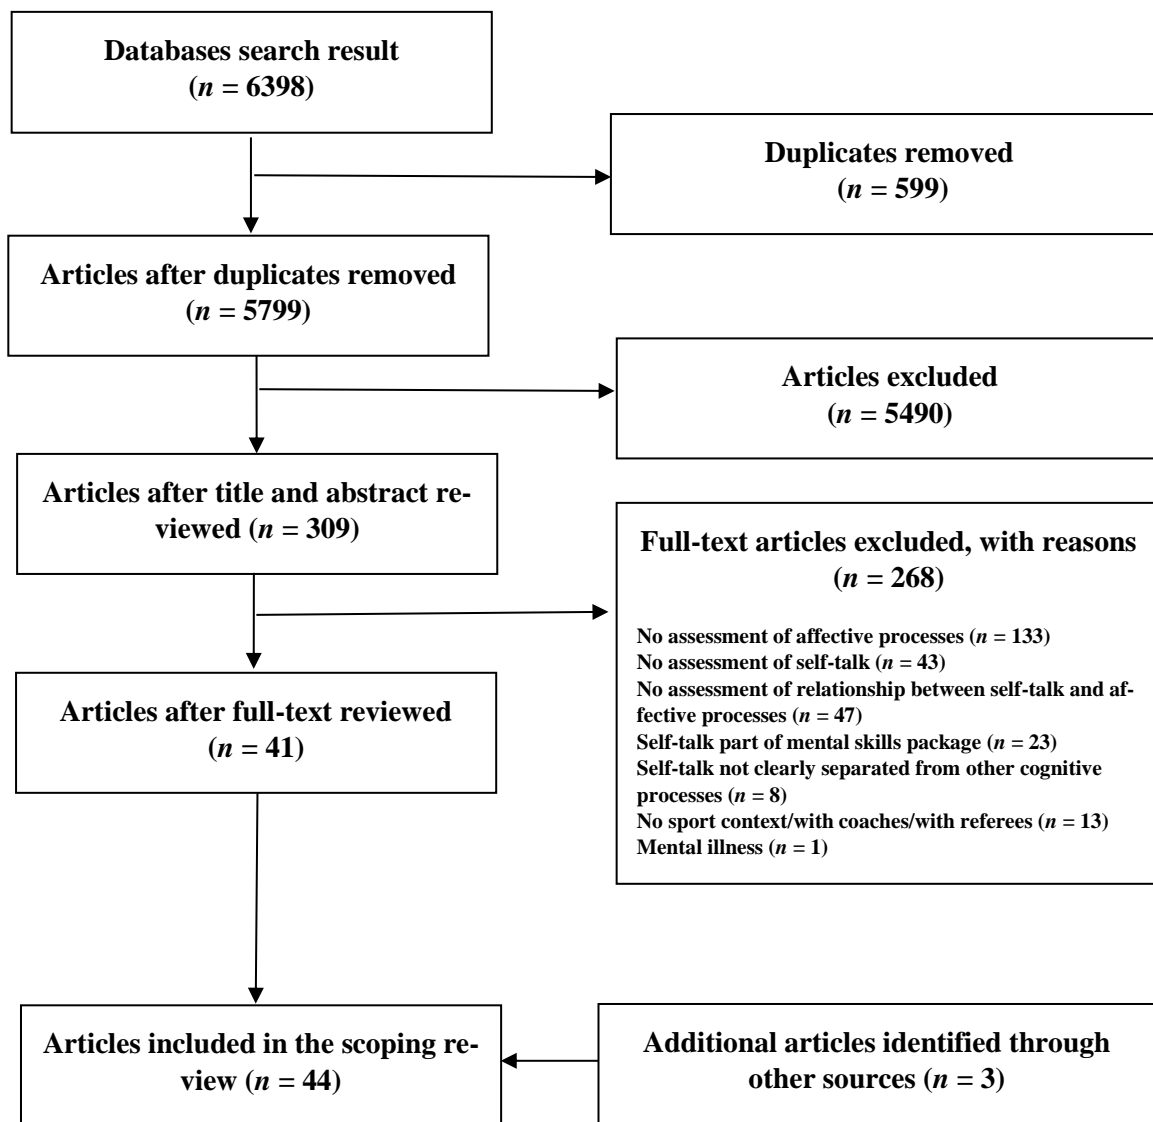 Databases search result
(n = 6398)
Duplicates removed
(n = 599)
Articles after duplicates removed
(n = 5799)
Articles excluded
(n = 5490)
Articles after title and abstract re-
viewed (n = 309)
Full-text articles excluded, with reasons
(n = 268)
No assessment of affective processes (n = 133)
No assessment of self-talk (n = 43)
No assessment of relationship between self-talk and af-
fective processes (n = 47)
Self-talk part of mental skills package (n = 23)
Self-talk not clearly separated from other cognitive
processes (n = 8)
No sport context/with coaches/with referees (n = 13)
Mental illness (n = 1)
Articles after full-text reviewed
(n = 41)
Articles included in the scoping re-
view (n = 44)
Additional articles identified through
other sources (n = 3)